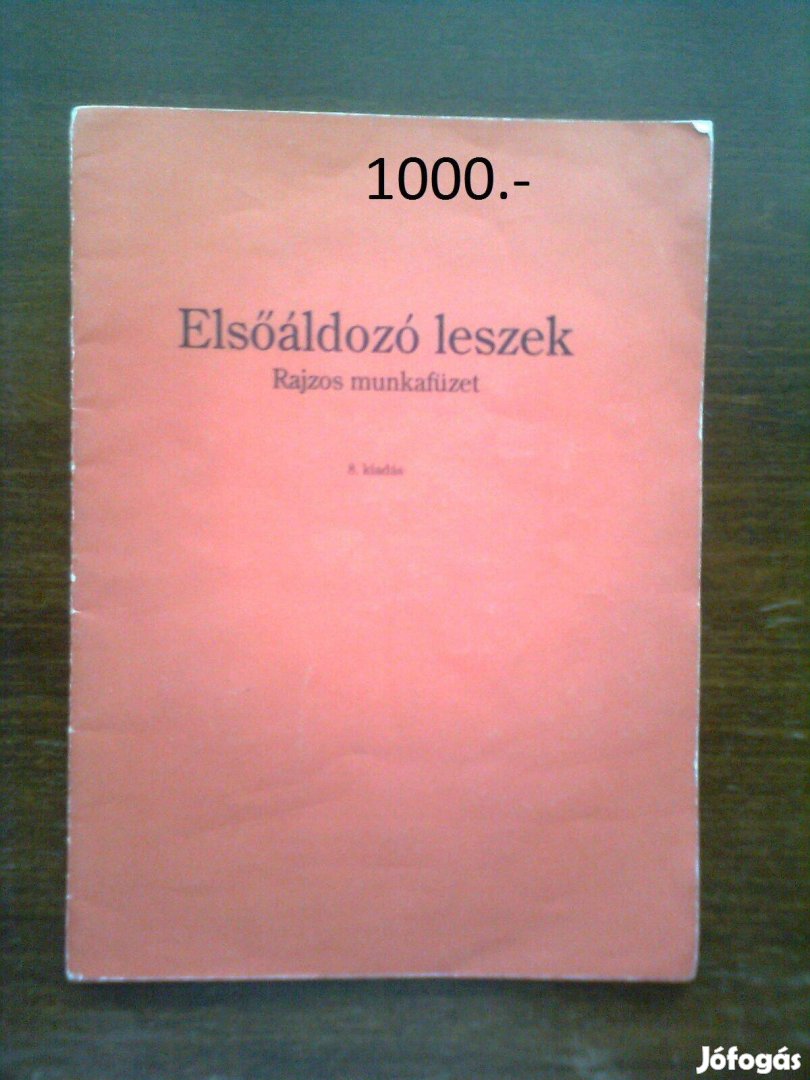 1000.-
Elsőáldozó leszek
Rajzos munkafüzet
8. kiadás
Jófogás